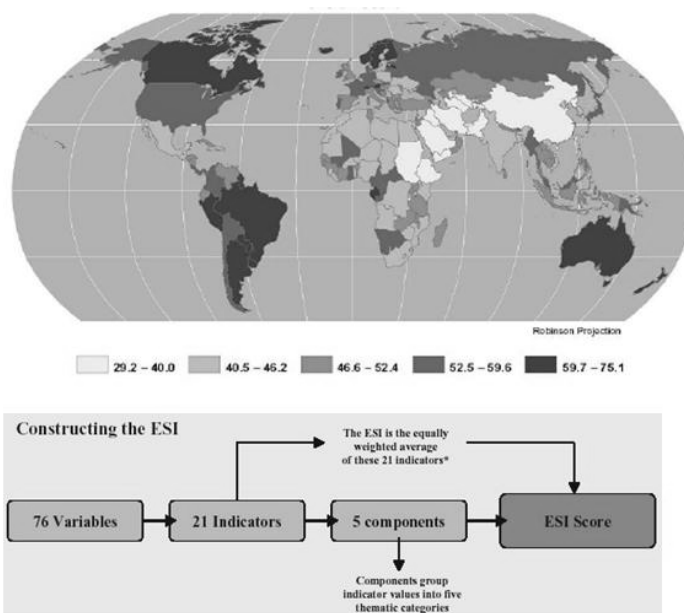 Robinson Projection
29.2 – 40.0
40.5 – 46.2
46.6 – 52.4
52.5 – 59.6
59.7 – 75.1
Constructing the ESI
The ESI is the equally
weighted average
of these 21 indicators*
76 Variables
21 Indicators
5 components
ESI Score
Components group
indicator values into five
thematic categories